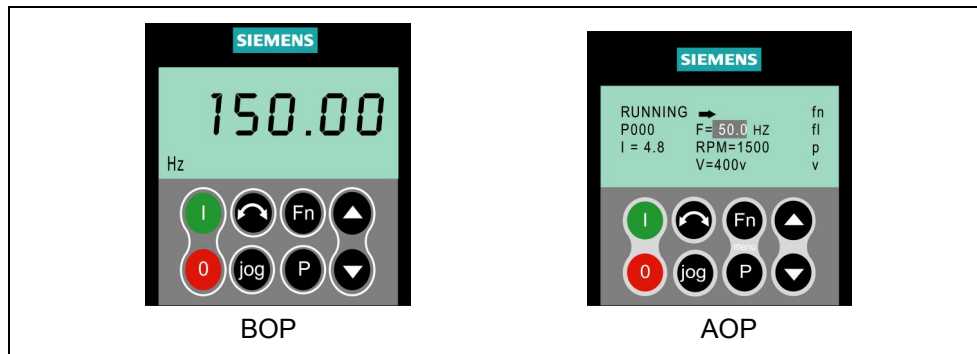 SIEMENS
150.00
Hz
I
Fn
0
jog
P
BOP
SIEMENS
RUNNING fn
P000 F= 50.0 HZ fl
I = 4.8 RPM=1500 p
V=400v v
I
Fn
menu
0
jog
P
AOP